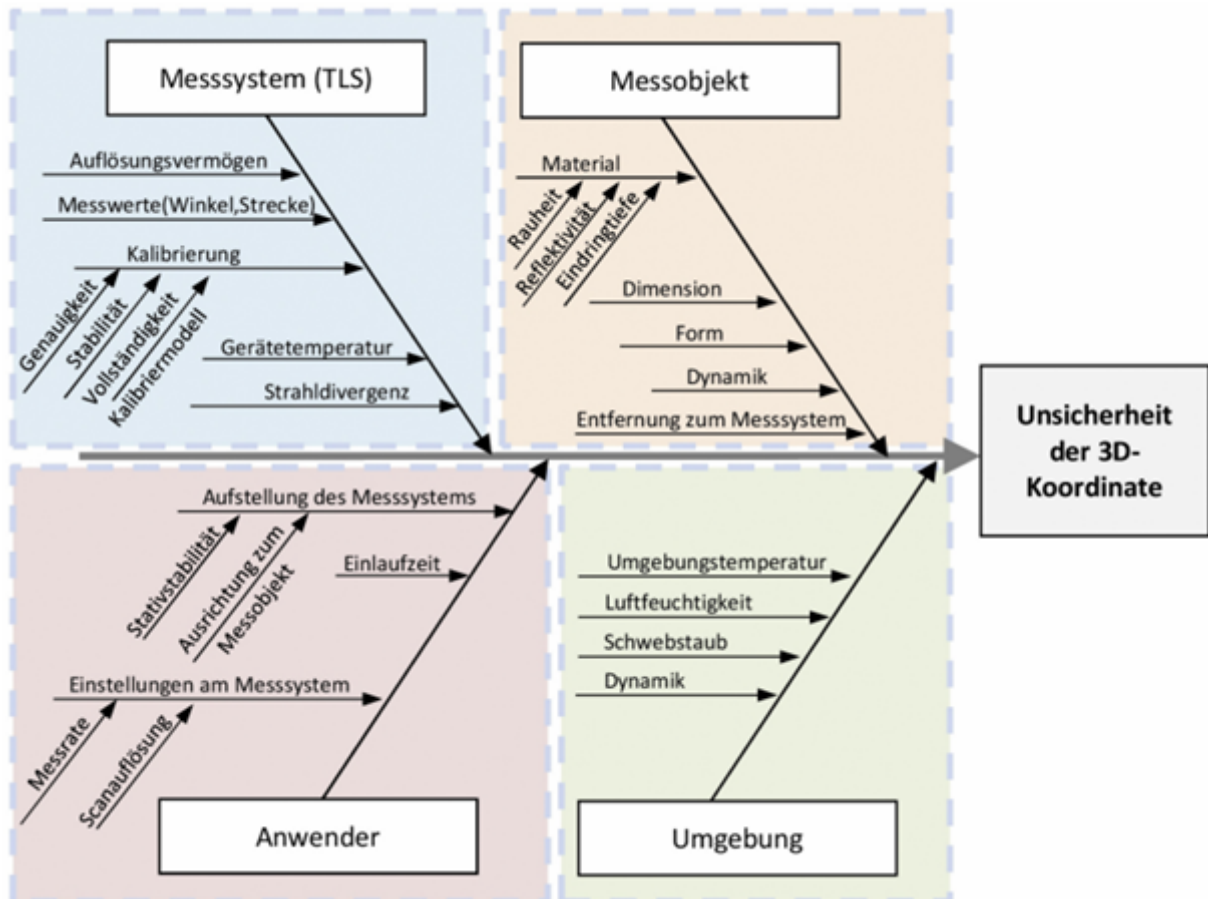 Messsystem (TLS)
Auflösungsvermögen
Messwerte(Winkel,Strecke)
Kalibrierung
Genauigkeit
Stabilität
Vollständigkeit
Kalibriermodell
Gerätetemperatur
Strahldivergenz
Messobjekt
Material
Rauheit
Reflektivität
Eindringtiefe
Dimension
Form
Dynamik
Entfernung zum Messsystem
Unsicherheit
der 3D-
Koordinate
Aufstellung des Messsystems
Stativstabilität
Ausrichtung zum
Messobjekt
Einlaufzeit
Einstellungen am Messsystem
Messrate
Scanauflösung
Anwender
Umgebungstemperatur
Luftfeuchtigkeit
Schwebstaub
Dynamik
Umgebung